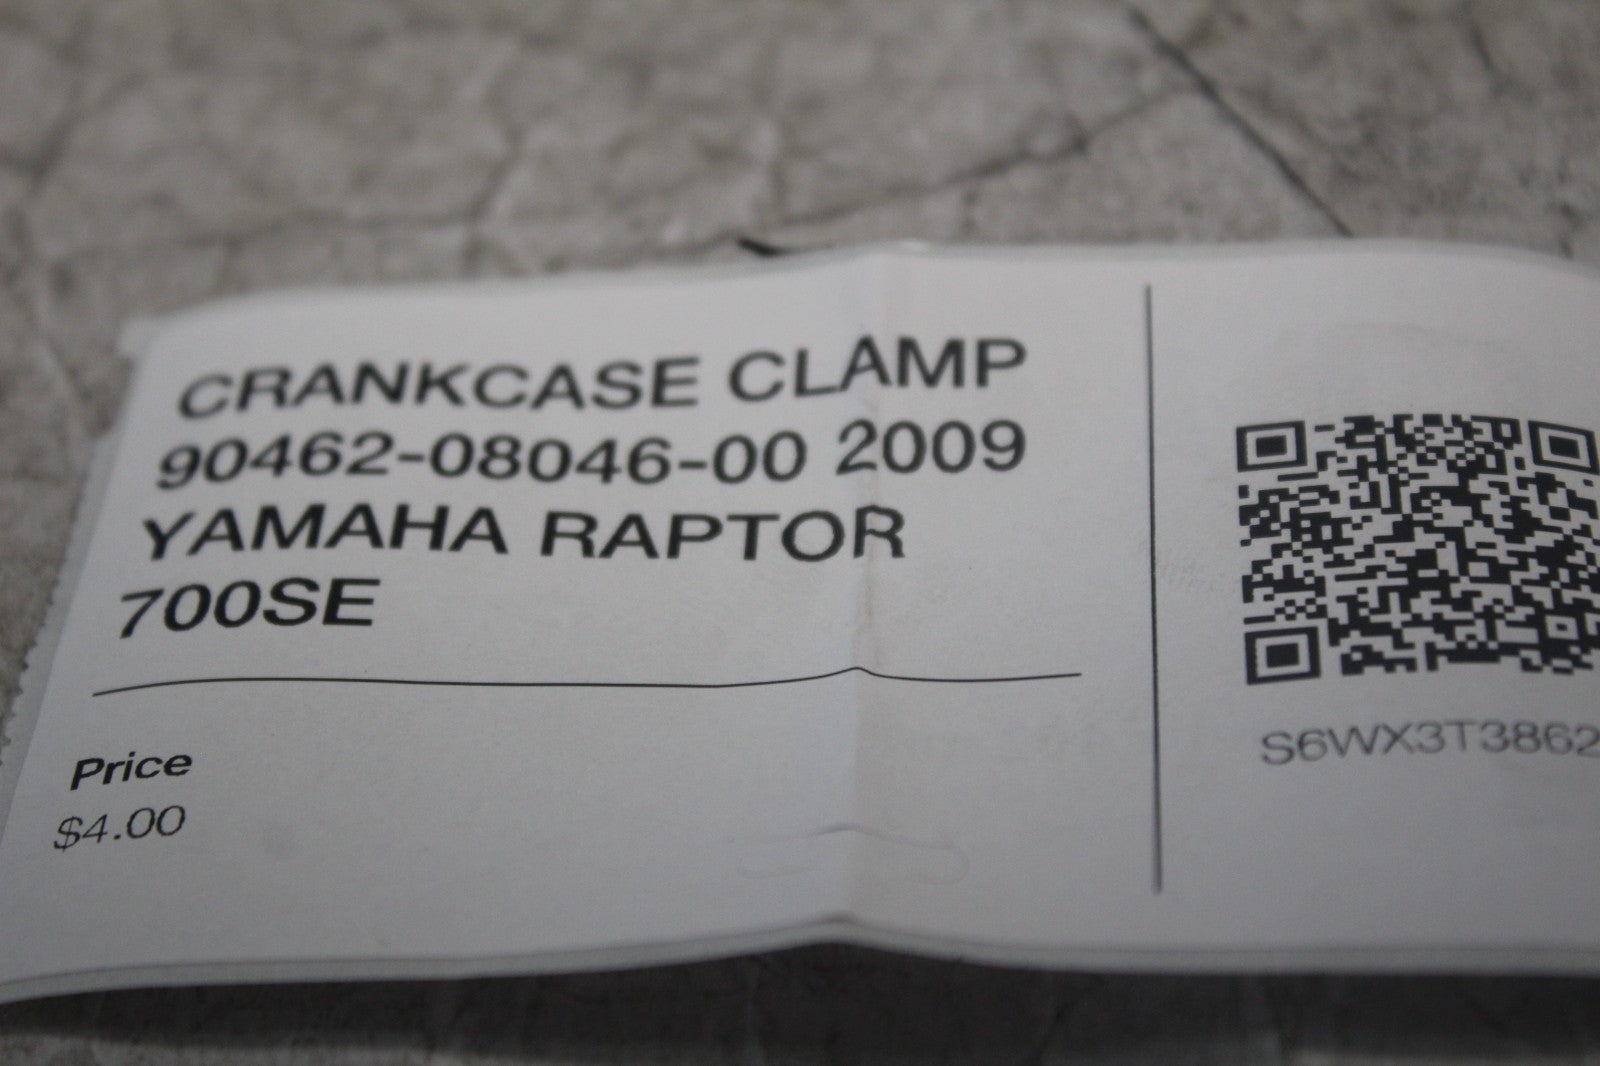 CRANKCASE CLAMP
90462-08046-00 2009
YAMAHA RAPTOR
700SE
Price
$4.00
S6WX3T3862